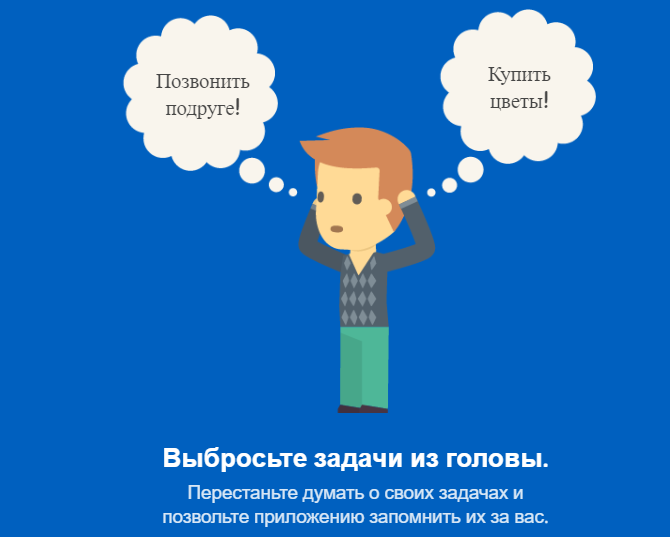 Позвонить
подруге!
Купить
цветы!
Выбросьте задачи из головы.
Перестаньте думать о своих задачах и
позвольте приложению запомнить их за вас.